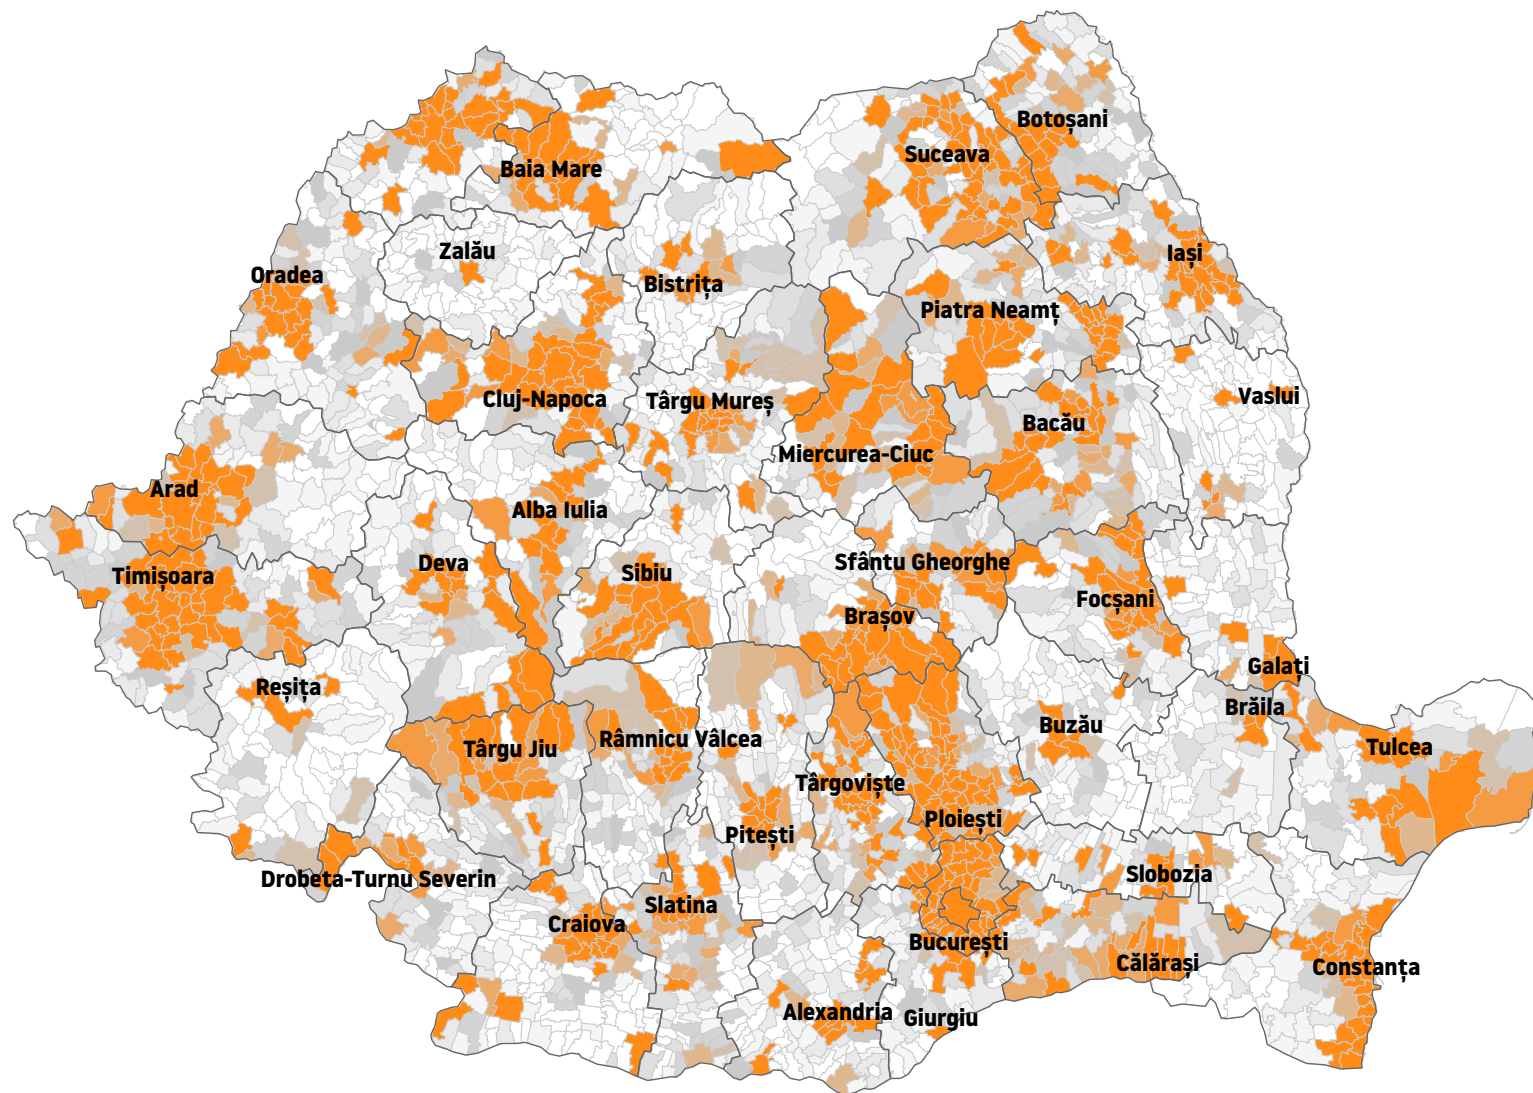 Botoșani
Suceava
Baia Mare
Zalău
Iași
Oradea
Bistrița
Piatra Neamț
Vaslui
Cluj-Napoca
Târgu Mureș
Bacău
Miercurea-Ciuc
Arad
Alba Iulia
Deva
Sfântu Gheorghe
Timișoara
Sibiu
Focșani
Brașov
Galați
Reșița
Brăila
Buzău
Târgu Jiu
Râmnicu Vâlcea
Tulcea
Târgoviște
Ploiești
Pitești
Slobozia
Drobeta-Turnu Severin
Slatina
Craiova
București
Călărași
Constanța
Alexandria
Giurgiu